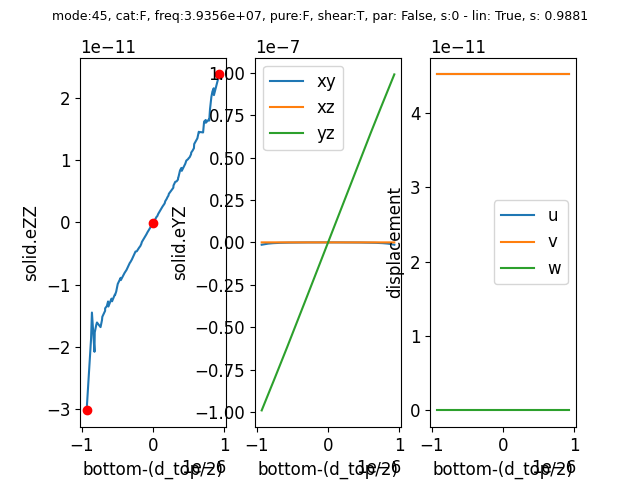 mode:45, cat:F, freq:3.9356e+07, pure:F, shear:T, par: False, s:0 - lin: True, s: 0.9881
1e−11
2
1
0
−1
−2
−3
solid.eZZ
−1
0
1
1e−6
bottom-(d_top/2)
1e−7
1.00
0.75
0.50
0.25
0.00
−0.25
−0.50
−0.75
−1.00
solid.eYZ
xy
xz
yz
−1
0
1
1e−6
bottom-(d_top/2)
1e−11
4
3
2
1
0
displacement
u
v
w
−1
0
1
1e−6
bottom-(d_top/2)